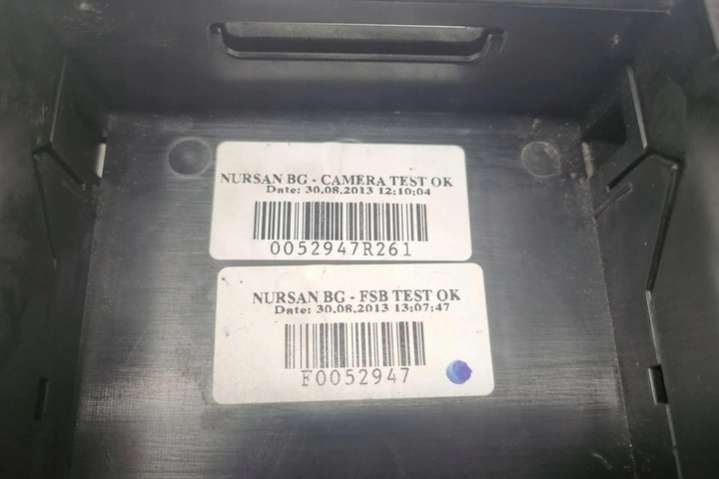 NURSAN BG - CAMERA TEST OK
Date: 30.08.2013 12:10:04
0052947R261
NURSAN BG - FSB TEST OK
Date: 30.08.2013 13:07:47
F0052947